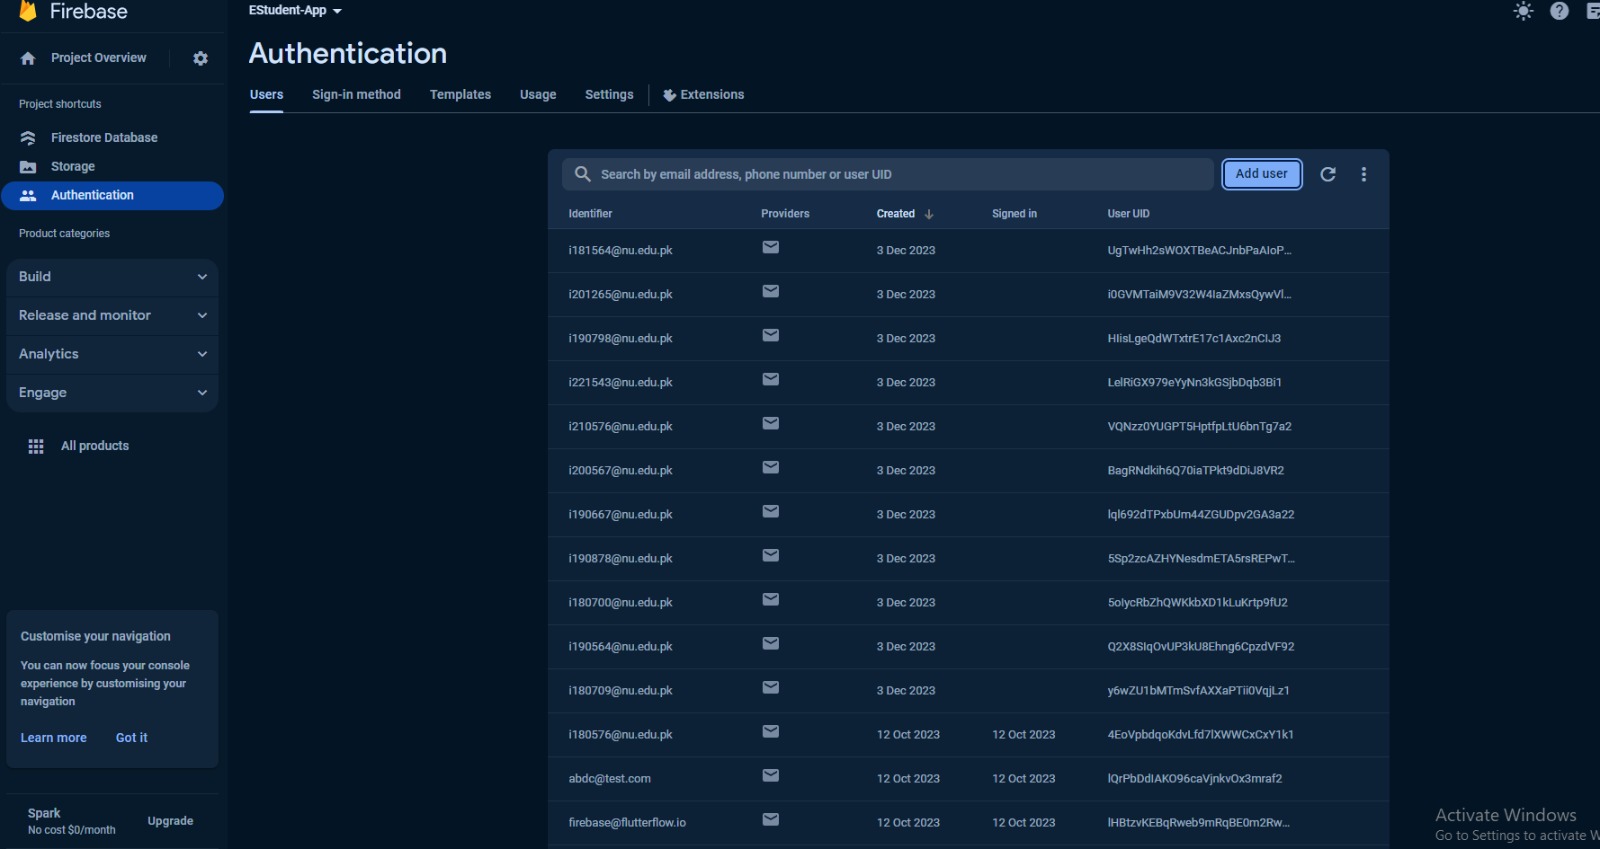 Firebase
EStudent-App
Project Overview
Authentication
Users Sign-in method Templates Usage Settings Extensions
Project shortcuts
Firestore Database
Storage
Authentication
Product categories
Build
Release and monitor
Analytics
Engage
All products
Customise your navigation
You can now focus your console
experience by customising your
navigation
Learn more Got it
Spark
No cost $0/month
Upgrade
Search by email address, phone number or user UID Add user
Identifier Providers Created Signed in User UID
i181564@nu.edu.pk 3 Dec 2023 UgTwHh2sWOXTBeACJnbPaAIoP...
i201265@nu.edu.pk 3 Dec 2023 i0GVMTaiM9V32W4IaZMxsQywVl...
i190798@nu.edu.pk 3 Dec 2023 HIisLgeQdWTxtrE17c1Axc2nCIJ3
i221543@nu.edu.pk 3 Dec 2023 LelRiGX979eYyNn3kGSjbDqb3Bi1
i210576@nu.edu.pk 3 Dec 2023 VQNzz0YUGPT5HptfpLtU6bnTg7a2
i200567@nu.edu.pk 3 Dec 2023 BagRNdkih6Q70iaTPkt9dDiJ8VR2
i190667@nu.edu.pk 3 Dec 2023 lql692dTPxbUm44ZGUDpv2GA3a22
i190878@nu.edu.pk 3 Dec 2023 5Sp2zcAZHYNesdmETA5rsREPwT...
i180700@nu.edu.pk 3 Dec 2023 5olycRbZhQWKkbXD1kLuKrtp9fU2
i190564@nu.edu.pk 3 Dec 2023 Q2X8SIqOvUP3kU8Ehng6CpzdVF92
i180709@nu.edu.pk 3 Dec 2023 y6wZU1bMTmSvfAXXaPTii0VqjLz1
i180576@nu.edu.pk 12 Oct 2023 12 Oct 2023 4EoVpbdqoKdvLfd7lXWWCxCxY1k1
abdc@test.com 12 Oct 2023 12 Oct 2023 lQrPbDdIAKO96caVjnkvOx3mraf2
firebase@flutterflow.io 12 Oct 2023 12 Oct 2023 lHBtzvKEBqRweb9mRqBE0m2Rw...
Activate Windows
Go to Settings to activate W